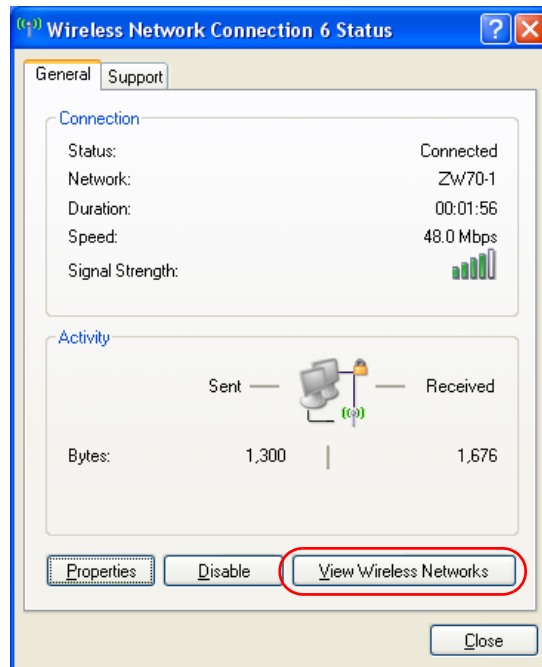 Wireless Network Connection 6 Status
General Support
Connection
Status: Connected
Network: ZW70-1
Duration: 00:01:56
Speed: 48.0 Mbps
Signal Strength:
Activity
Sent Received
Bytes: 1,300 1,676
Properties Disable View Wireless Networks
Close